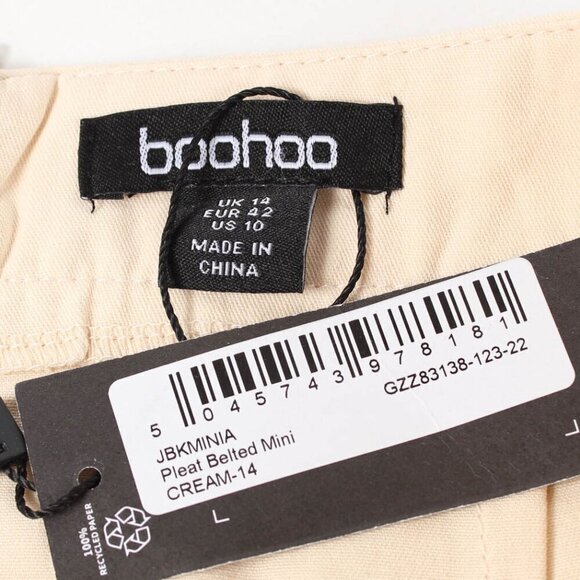 boohoo
UK 14
EUR 42
US 10
MADE IN
CHINA
5 045743 978181
GZZ83138-123-22
JBKMINIA
Pleat Belted Mini
CREAM-14
100%
RECYCLED PAPER